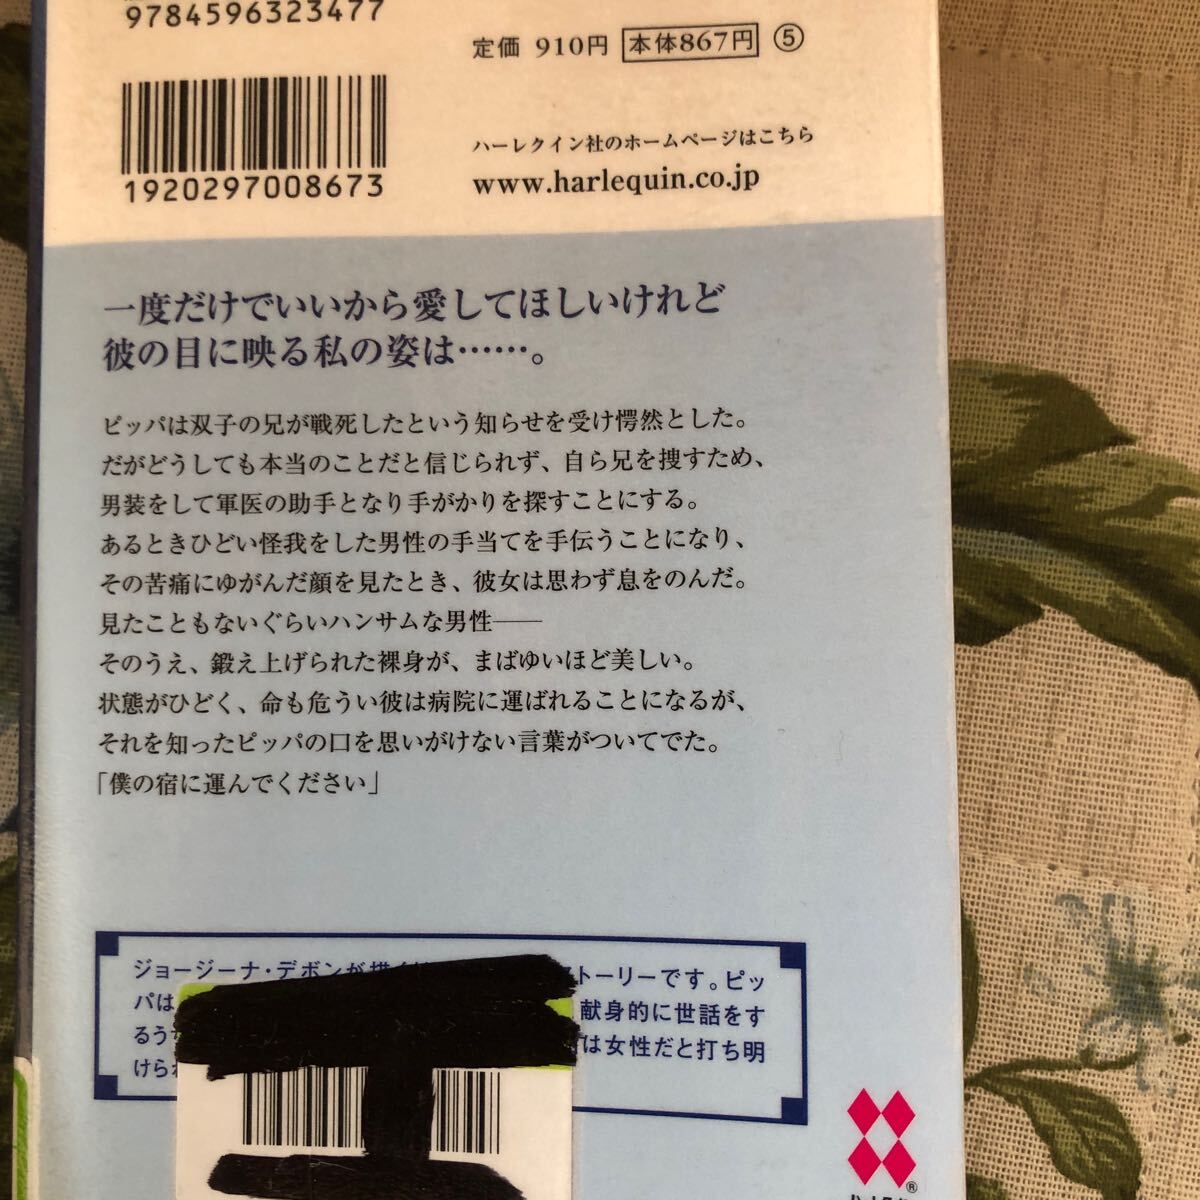 9784596323477
定価 910円 本体867円 ⑤
1920297008673
ハーレクイン社のホームページはこちら
www.harlequin.co.jp
一度だけでいいから愛してほしいけれど
彼の目に映る私の姿は……。
ピッパは双子の兄が戦死したという知らせを受け愕然とした。
だがどうしても本当のことだと信じられず、自ら兄を捜すため、
男装をして軍医の助手となり手がかりを探すことにする。
あるときひどい怪我をした男性の手当てを手伝うことになり、
その苦痛にゆがんだ顔を見たとき、彼女は思わず息をのんだ。
見たこともないぐらいハンサムな男性――
そのうえ、鍛え上げられた裸身が、まばゆいほど美しい。
状態がひどく、命も危うい彼は病院に運ばれることになるが、
それを知ったピッパの口を思いがけない言葉がついてでた。
「僕の宿に運んでください」
ジョージーナ・デボンが描く ストーリーです。ピッ
パは 献身的に世話をす
るう は女性だと打ち明
けられ
®